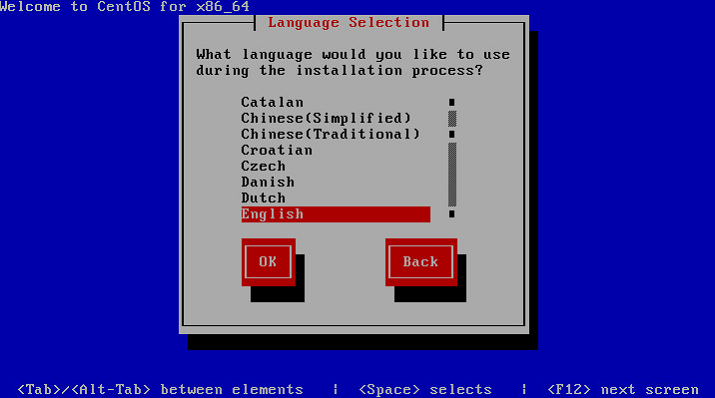 Welcome to CentOS for x86_64
Language Selection
What language would you like to use
during the installation process?
Catalan
Chinese(Simplified)
Chinese(Traditional)
Croatian
Czech
Danish
Dutch
English
OK Back
<Tab>/<Alt-Tab> between elements | <Space> selects | <F12> next screen